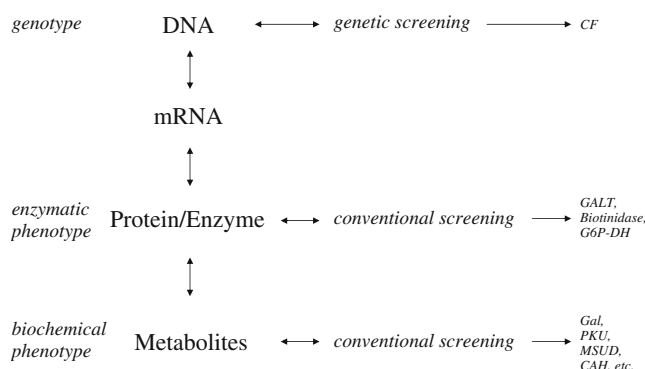 genotype DNA genetic screening CF
mRNA
enzymatic phenotype Protein/Enzyme conventional screening GALT, Biotinidase, G6P-DH
biochemical phenotype Metabolites conventional screening Gal, PKU, MSUD, CAH, etc.